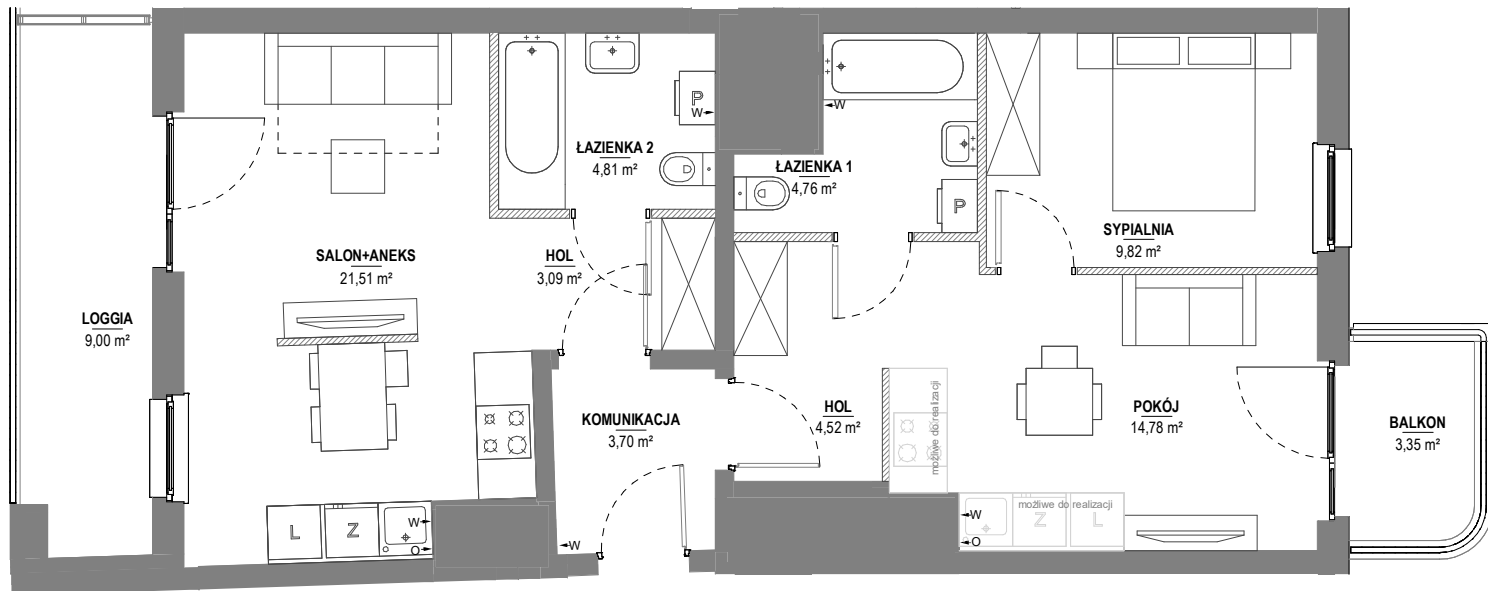 LOGGIA
9,00 m²
SALON+ANEKS
21,51 m²
L
Z
W
O
ŁAZIENKA 2
4,81 m²
P
W
HOL
3,09 m²
KOMUNIKACJA
3,70 m²
W
ŁAZIENKA 1
4,76 m²
W
P
HOL
4,52 m²
możliwe do realizacji
SYPIALNIA
9,82 m²
POKÓJ
14,78 m²
możliwe do realizacji
W
O
Z
L
BALKON
3,35 m²